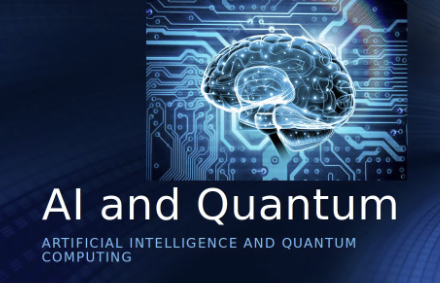 AI and Quantum
ARTIFICIAL INTELLIGENCE AND QUANTUM
COMPUTING